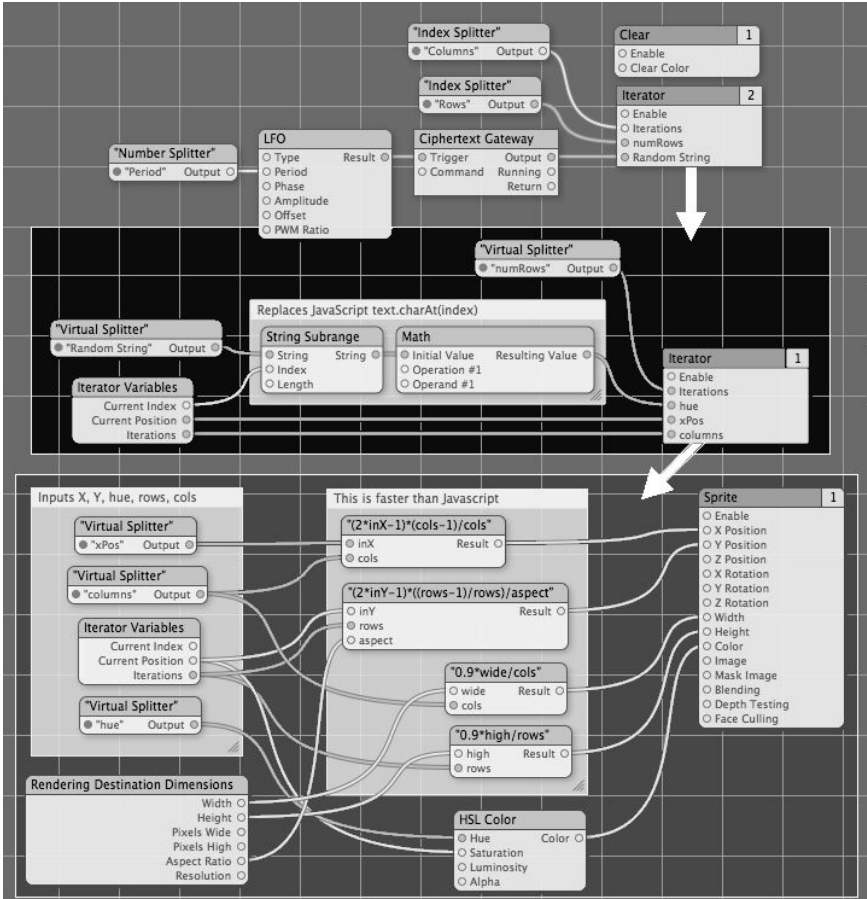 "Index Splitter"
"Columns" Output
Clear 1
Enable
Clear Color
"Index Splitter"
"Rows" Output
Iterator 2
Enable
Iterations
numRows
Random String
LFO
Type Result
Period
Phase
Amplitude
Offset
PWM Ratio
Ciphertext Gateway
Trigger Output
Command Running
Return
"Number Splitter"
"Period" Output
"Virtual Splitter"
"numRows" Output
Replaces JavaScript text.charAt(index)
"Virtual Splitter"
"Random String" Output
String Subrange
String String
Index
Length
Math
Initial Value Resulting Value
Operation #1
Operand #1
Iterator 1
Enable
Iterations
hue
xPos
columns
Iterator Variables
Current Index
Current Position
Iterations
Inputs X, Y, hue, rows, cols
"Virtual Splitter"
"xPos" Output
"Virtual Splitter"
"columns" Output
Iterator Variables
Current Index
Current Position
Iterations
"Virtual Splitter"
"hue" Output
This is faster than Javascript
"(2*inX-1)*(cols-1)/cols"
inX Result
cols
"(2*inY-1)*((rows-1)/rows)/aspect"
inY Result
rows
aspect
"0.9*wide/cols"
wide Result
cols
"0.9*high/rows"
high Result
rows
Sprite 1
Enable
X Position
Y Position
Z Position
X Rotation
Y Rotation
Z Rotation
Width
Height
Color
Image
Mask Image
Blending
Depth Testing
Face Culling
Rendering Destination Dimensions
Width
Height
Pixels Wide
Pixels High
Aspect Ratio
Resolution
HSL Color
Hue Color
Saturation
Luminosity
Alpha